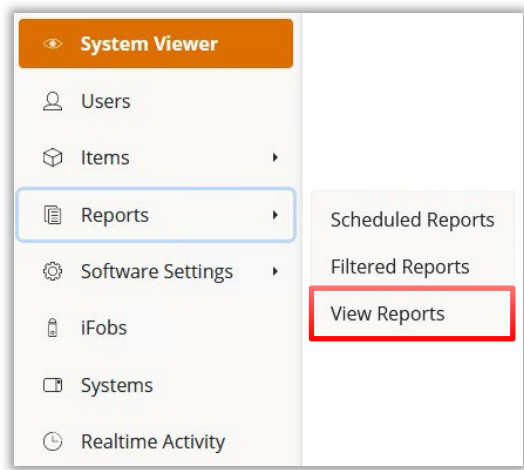 System Viewer
Users
Items
Reports
Software Settings
iFobs
Systems
Realtime Activity
Scheduled Reports
Filtered Reports
View Reports